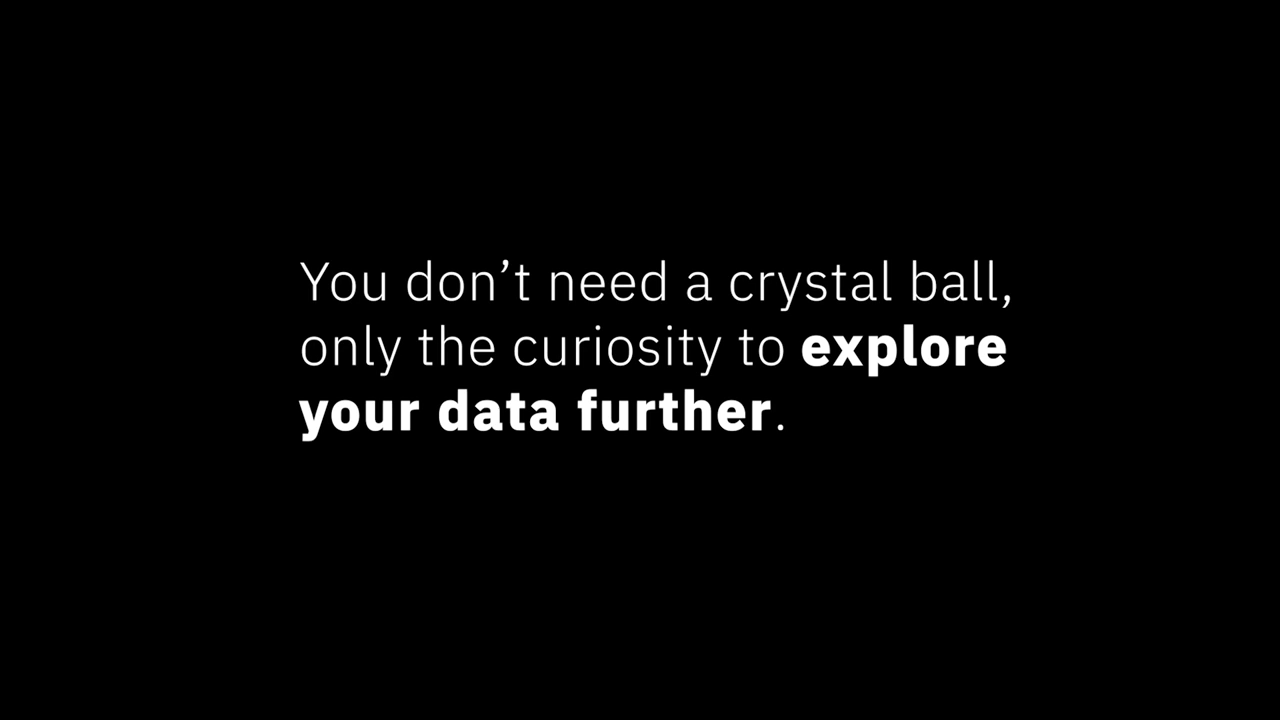 You don’t need a crystal ball,
only the curiosity to explore
your data further.